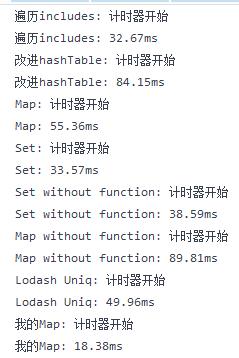 遍历includes: 计时器开始
遍历includes: 32.67ms
改进hashTable: 计时器开始
改进hashTable: 84.15ms
Map: 计时器开始
Map: 55.36ms
Set: 计时器开始
Set: 33.57ms
Set without function: 计时器开始
Set without function: 38.59ms
Map without function: 计时器开始
Map without function: 89.81ms
Lodash Uniq: 计时器开始
Lodash Uniq: 49.96ms
我的Map: 计时器开始
我的Map: 18.38ms